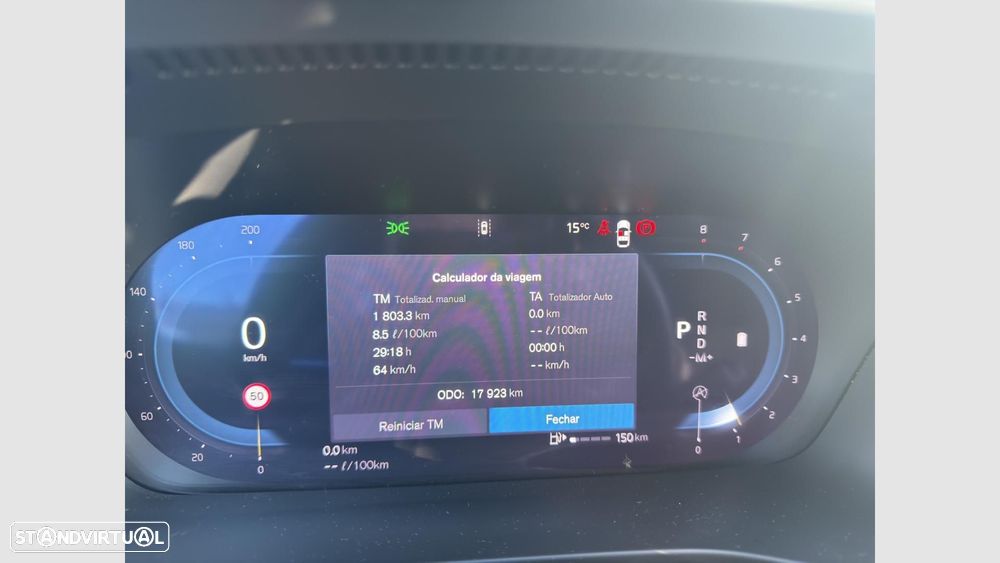 200
180
140
60
20
0
0
km/h
50
15°C
8
7
6
5
4
3
2
1
0
Calculador da viagem
TM Totalizad. manual
1 803.3 km
8.5 ℓ/100km
29:18 h
64 km/h
TA Totalizador Auto
0.0 km
-- ℓ/100km
00:00 h
-- km/h
ODO: 17 923 km
Reiniciar TM
Fechar
P
R
N
D
-M+
A
150 km
0.0 km
-- ℓ/100km
STANDVIRTUAL